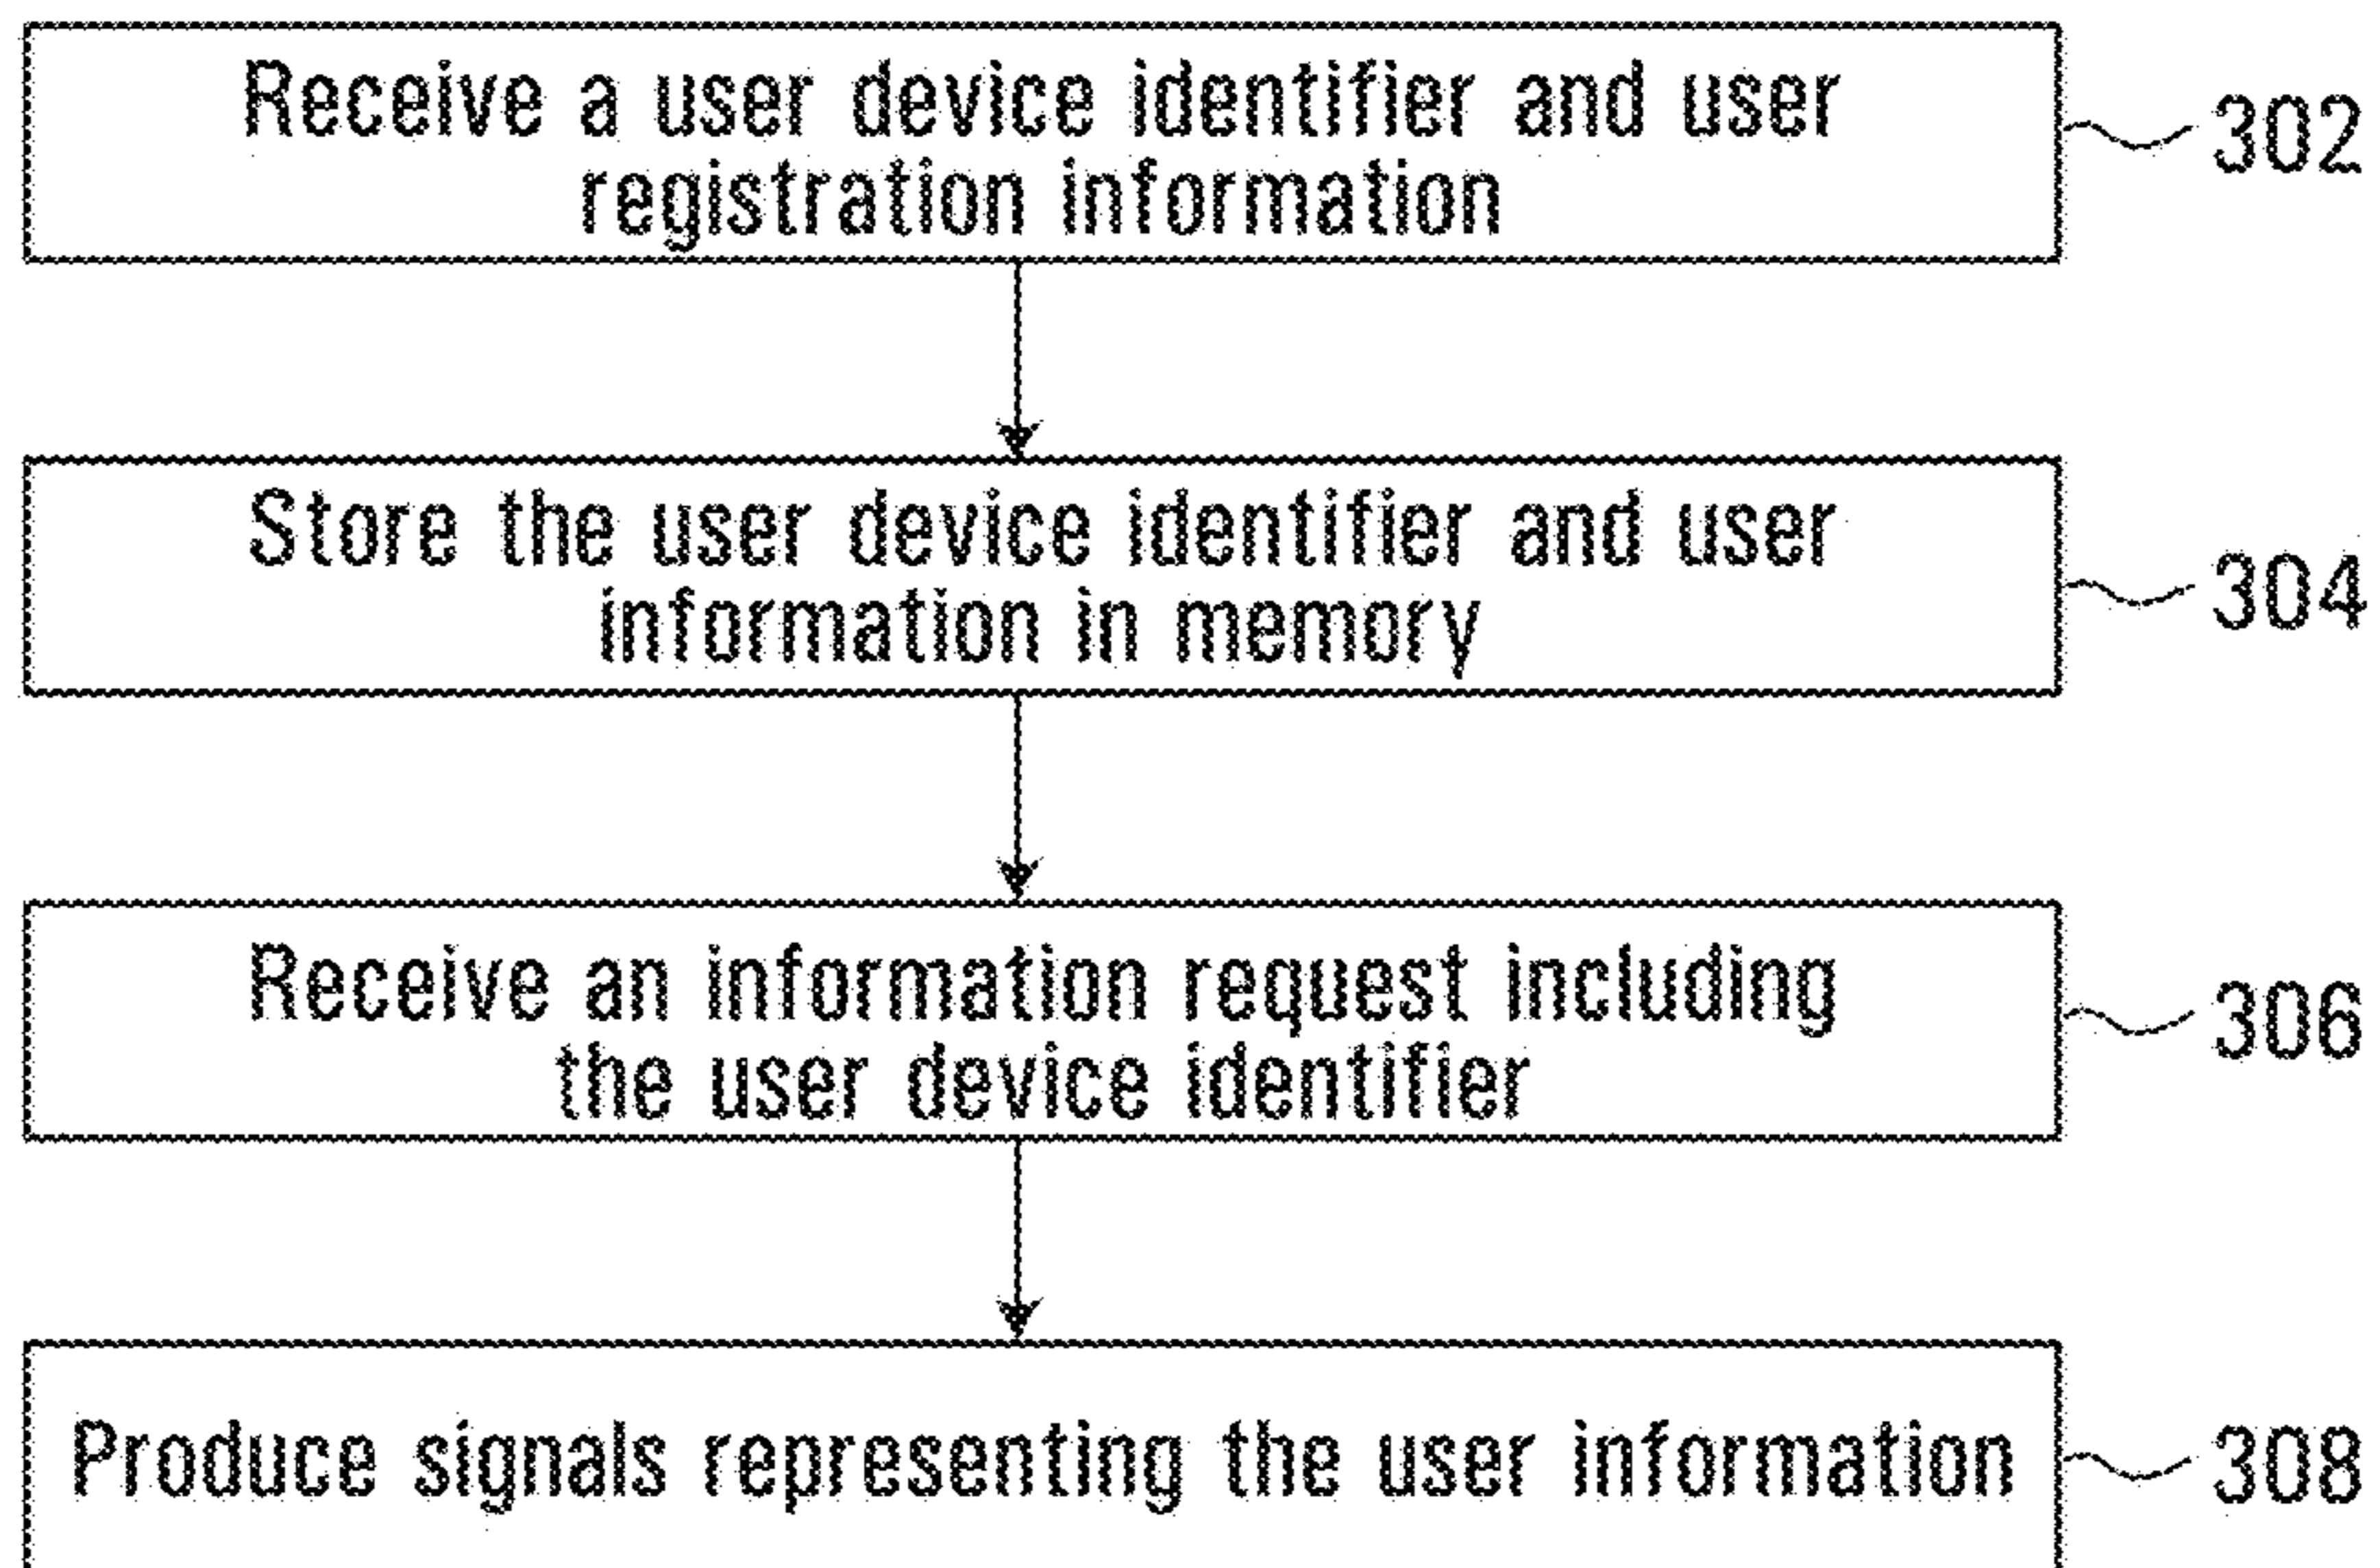 Receive a user device identifier and user
registration information
302
Store the user device identifier and user
information in memory
304
Receive an information request including
the user device identifier
306
Produce signals representing the user information
308